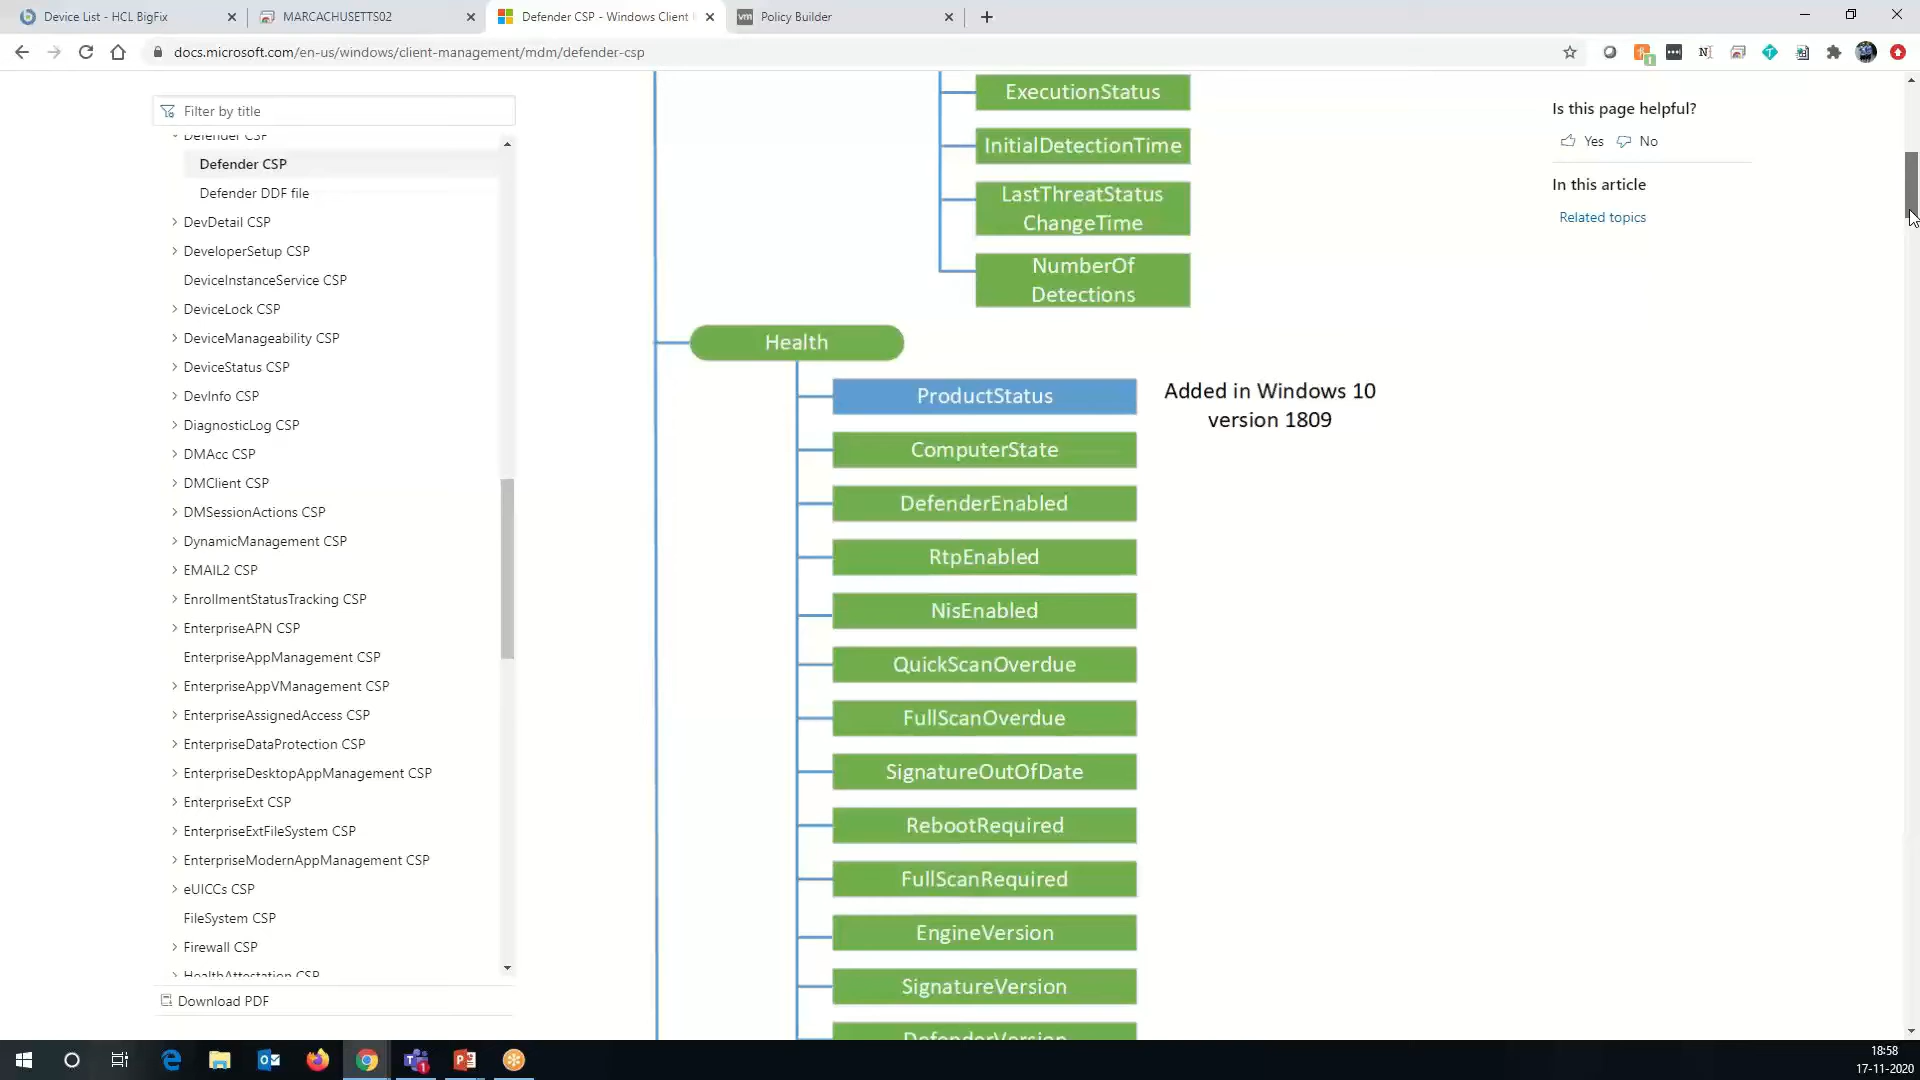 Device List - HCL BigFix
MARCACHUSETTS02
Defender CSP - Windows Client
Policy Builder
docs.microsoft.com/en-us/windows/client-management/mdm/defender-csp
Filter by title
Defender CSP
Defender CSP
Defender DDF file
DevDetail CSP
DeveloperSetup CSP
DeviceInstanceService CSP
DeviceLock CSP
DeviceManageability CSP
DeviceStatus CSP
DevInfo CSP
DiagnosticLog CSP
DMAcc CSP
DMClient CSP
DMSessionActions CSP
DynamicManagement CSP
EMAIL2 CSP
EnrollmentStatusTracking CSP
EnterpriseAPN CSP
EnterpriseAppManagement CSP
EnterpriseAppVManagement CSP
EnterpriseAssignedAccess CSP
EnterpriseDataProtection CSP
EnterpriseDesktopAppManagement CSP
EnterpriseExt CSP
EnterpriseExtFileSystem CSP
EnterpriseModernAppManagement CSP
eUICCs CSP
FileSystem CSP
Firewall CSP
HealthAttestation CSP
Download PDF
ExecutionStatus
InitialDetectionTime
LastThreatStatus
ChangeTime
NumberOf
Detections
Health
ProductStatus
Added in Windows 10
version 1809
ComputerState
DefenderEnabled
RtpEnabled
NisEnabled
QuickScanOverdue
FullScanOverdue
SignatureOutOfDate
RebootRequired
FullScanRequired
EngineVersion
SignatureVersion
DefenderVersion
Is this page helpful?
Yes
No
In this article
Related topics
18:58
17-11-2020